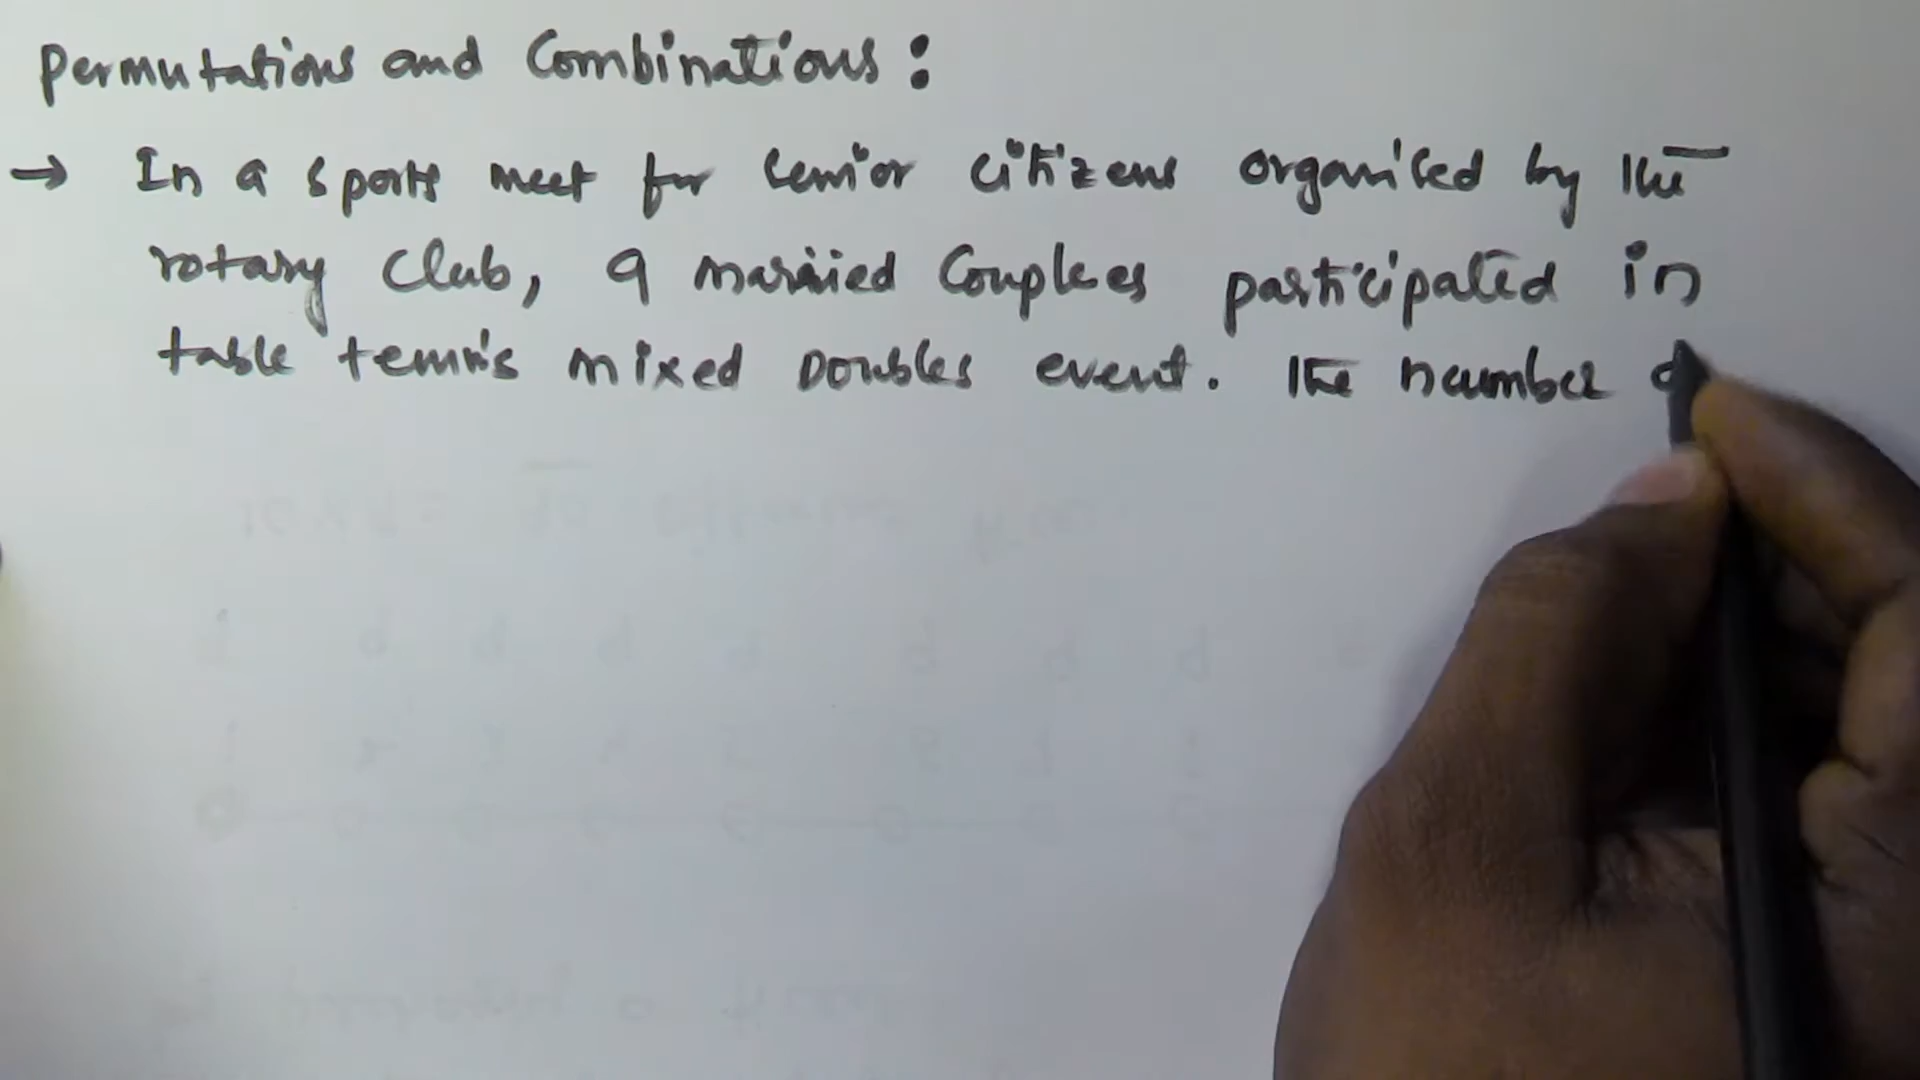 Permutations and Combinations :
→ In a sports meet for senior citizens organised by the
rotary club, 9 married couples participated in
table tennis mixed Doubles event. The number